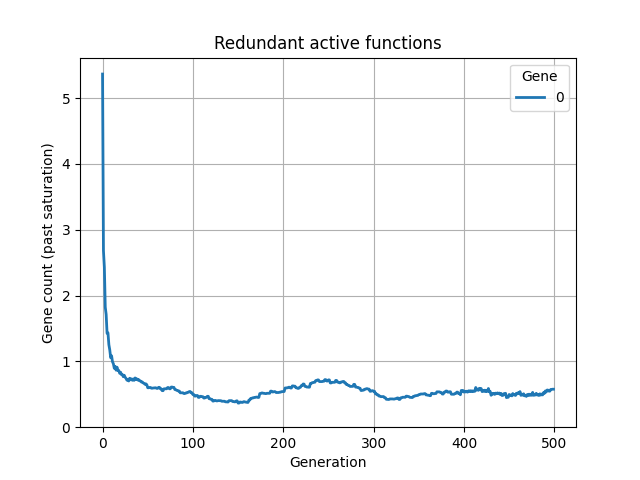 Redundant active functions
Gene
0
Gene count (past saturation)
5
4
3
2
1
0
0 100 200 300 400 500
Generation